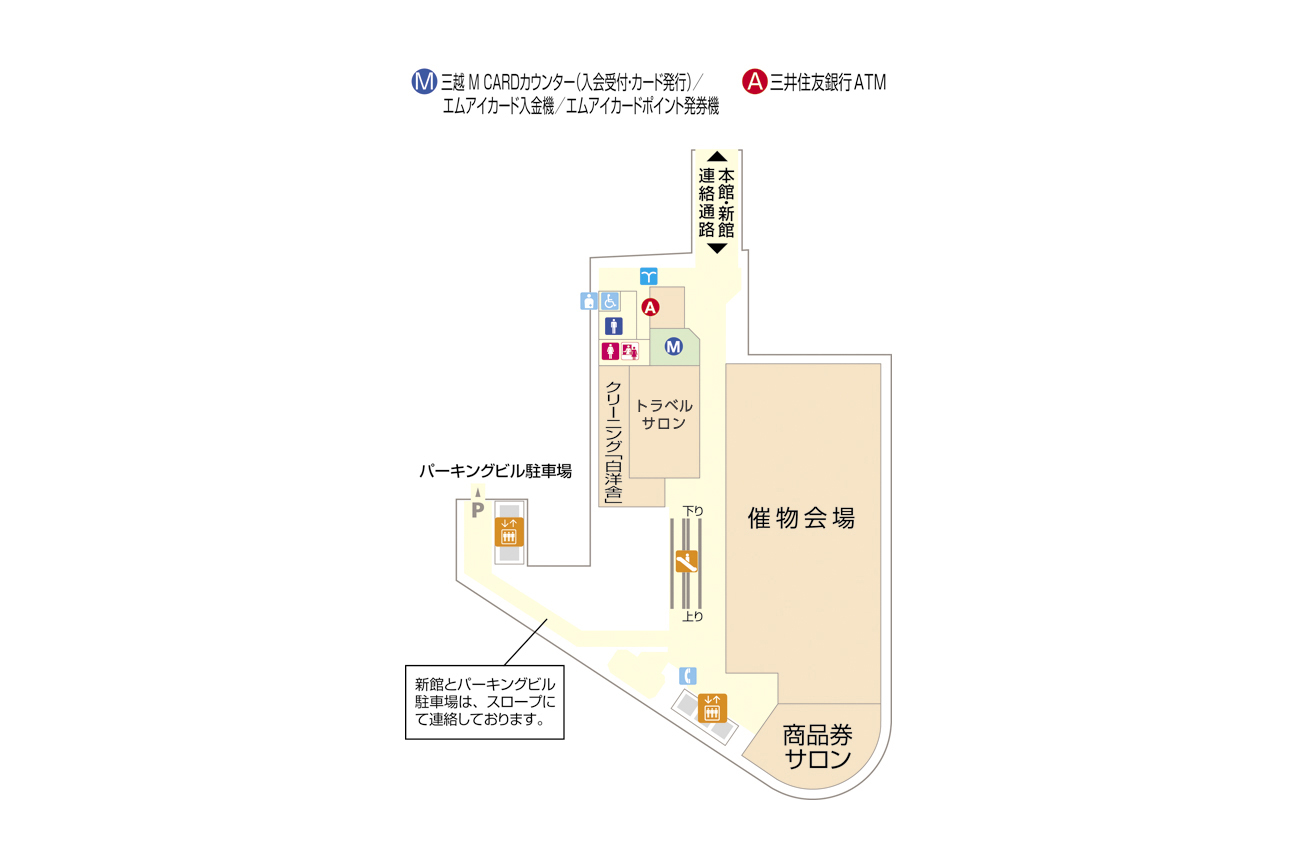 M 三越 M CARDカウンター（入会受付・カード発行）／
エムアイカード入金機／エムアイカードポイント発券機
A 三井住友銀行ATM
本館・新館
連絡通路
A
M
トラベル
サロン
クリーニング「白洋舎」
パーキングビル駐車場
P
下り
上り
催物会場
新館とパーキングビル
駐車場は、スロープに
て連絡しております。
商品券
サロン